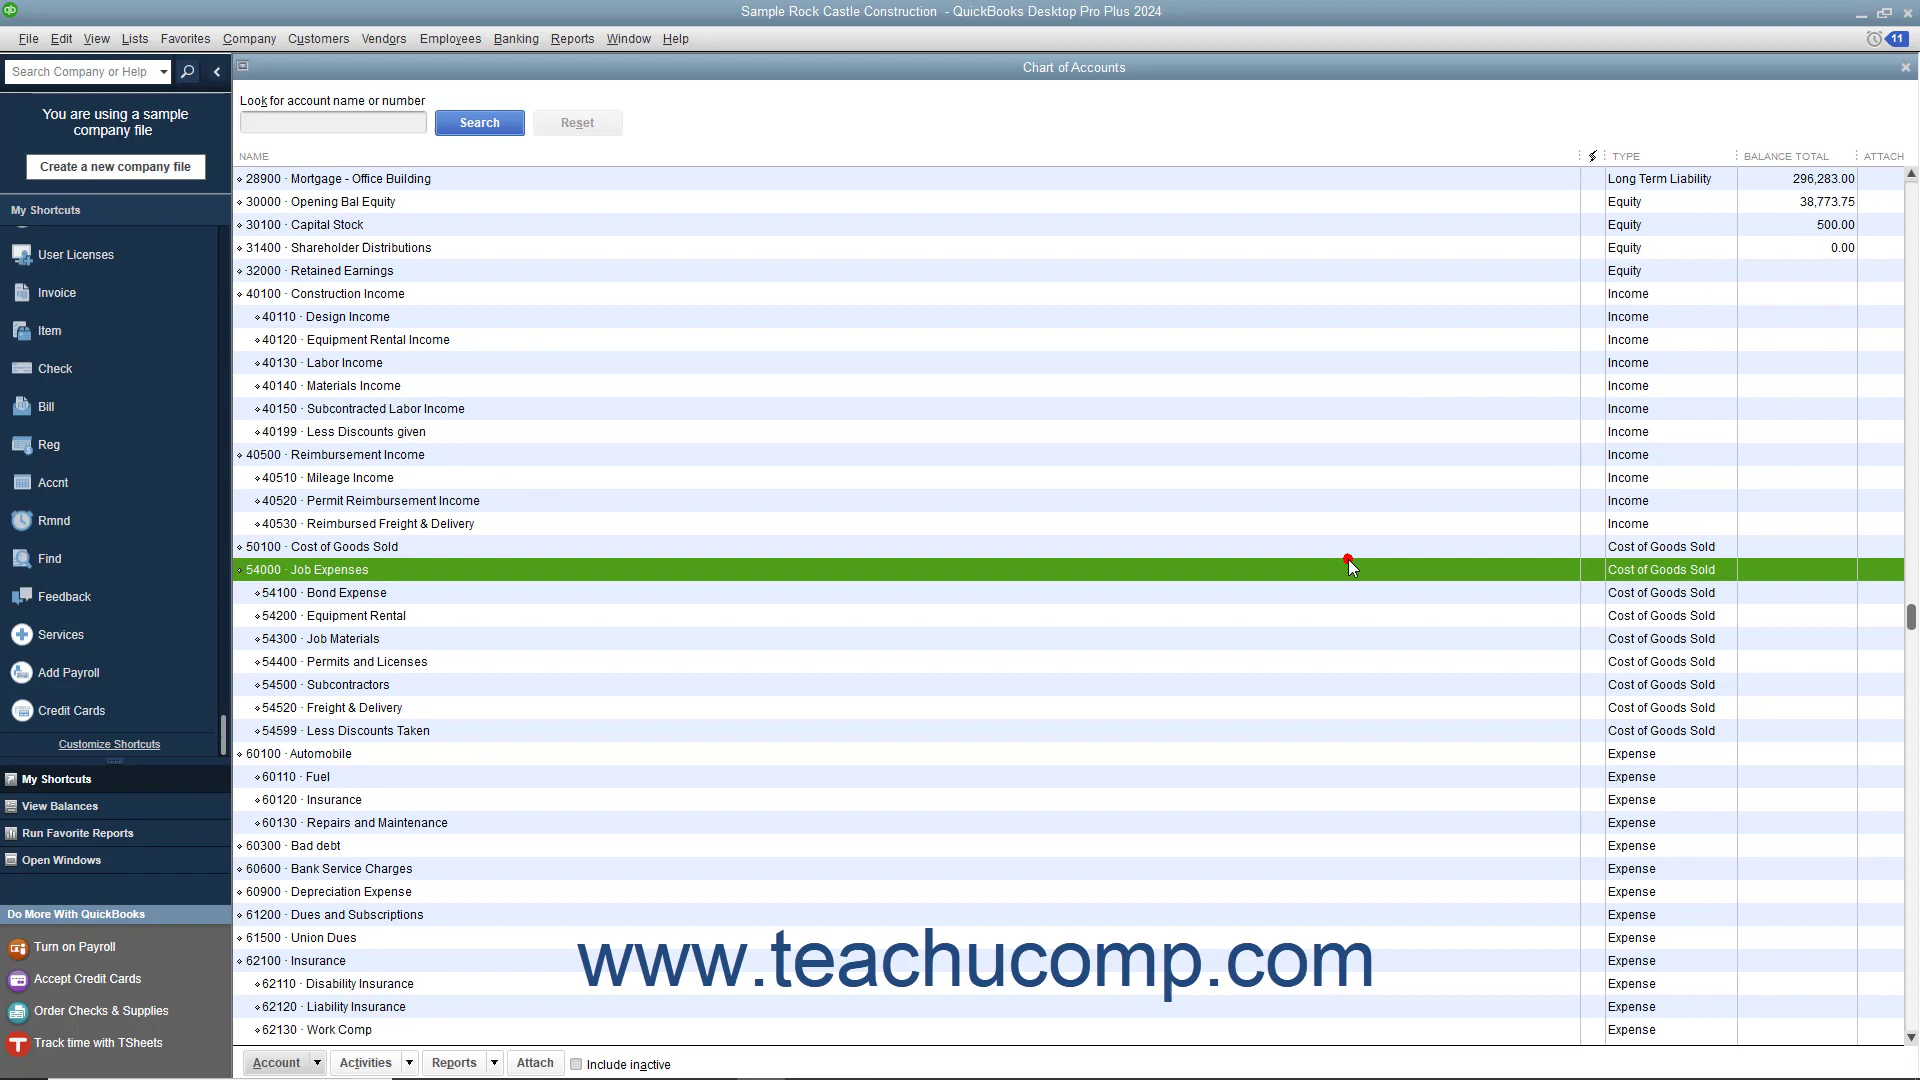 Sample Rock Castle Construction - QuickBooks Desktop Pro Plus 2024
File Edit View Lists Favorites Company Customers Vendors Employees Banking Reports Window Help
11
Search Company or Help
Chart of Accounts
You are using a sample
company file
Create a new company file
My Shortcuts
User Licenses
Invoice
Item
Check
Bill
Reg
Accnt
Rmnd
Find
Feedback
Services
Add Payroll
Credit Cards
Customize Shortcuts
My Shortcuts
View Balances
Run Favorite Reports
Open Windows
Do More With QuickBooks
Turn on Payroll
Accept Credit Cards
Order Checks & Supplies
Track time with TSheets
Look for account name or number
Search Reset
NAME TYPE BALANCE TOTAL ATTACH
28900 · Mortgage - Office Building Long Term Liability 296,283.00
30000 · Opening Bal Equity Equity 38,773.75
30100 · Capital Stock Equity 500.00
31400 · Shareholder Distributions Equity 0.00
32000 · Retained Earnings Equity
40100 · Construction Income Income
40110 · Design Income Income
40120 · Equipment Rental Income Income
40130 · Labor Income Income
40140 · Materials Income Income
40150 · Subcontracted Labor Income Income
40199 · Less Discounts given Income
40500 · Reimbursement Income Income
40510 · Mileage Income Income
40520 · Permit Reimbursement Income Income
40530 · Reimbursed Freight & Delivery Income
50100 · Cost of Goods Sold Cost of Goods Sold
54000 · Job Expenses Cost of Goods Sold
54100 · Bond Expense Cost of Goods Sold
54200 · Equipment Rental Cost of Goods Sold
54300 · Job Materials Cost of Goods Sold
54400 · Permits and Licenses Cost of Goods Sold
54500 · Subcontractors Cost of Goods Sold
54520 · Freight & Delivery Cost of Goods Sold
54599 · Less Discounts Taken Cost of Goods Sold
60100 · Automobile Expense
60110 · Fuel Expense
60120 · Insurance Expense
60130 · Repairs and Maintenance Expense
60300 · Bad debt Expense
60600 · Bank Service Charges Expense
60900 · Depreciation Expense Expense
61200 · Dues and Subscriptions Expense
61500 · Union Dues Expense
62100 · Insurance Expense
62110 · Disability Insurance Expense
62120 · Liability Insurance Expense
62130 · Work Comp Expense
www.teachucomp.com
Account Activities Reports Attach Include inactive